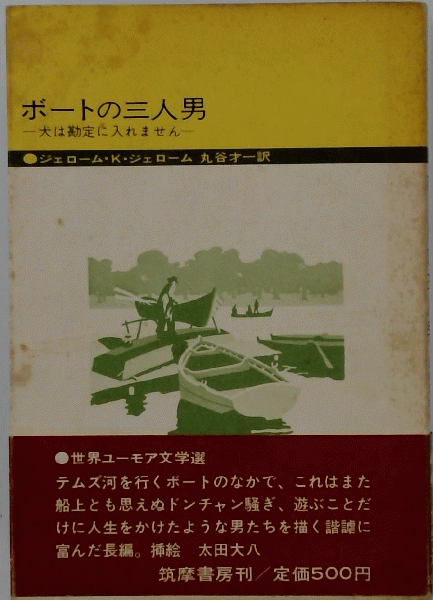 ボートの三人男
—犬は勘定に入れません—
●ジェローム・K・ジェローム 丸谷才一訳
●世界ユーモア文学選
テムズ河を行くボートのなかで、これはまた
船上とも思えぬドンチャン騒ぎ、遊ぶことだ
けに人生をかけたような男たちを描く諧謔に
富んだ長編。挿絵 太田大八
筑摩書房刊/定価500円